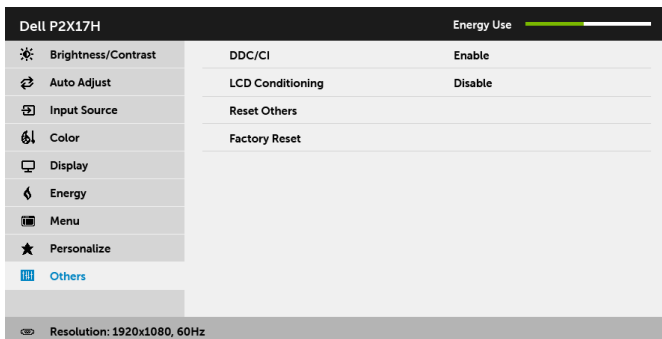 Dell P2X17H Energy Use
Brightness/Contrast DDC/CI Enable
Auto Adjust LCD Conditioning Disable
Input Source Reset Others
Color Factory Reset
Display
Energy
Menu
Personalize
Others
Resolution: 1920x1080, 60Hz